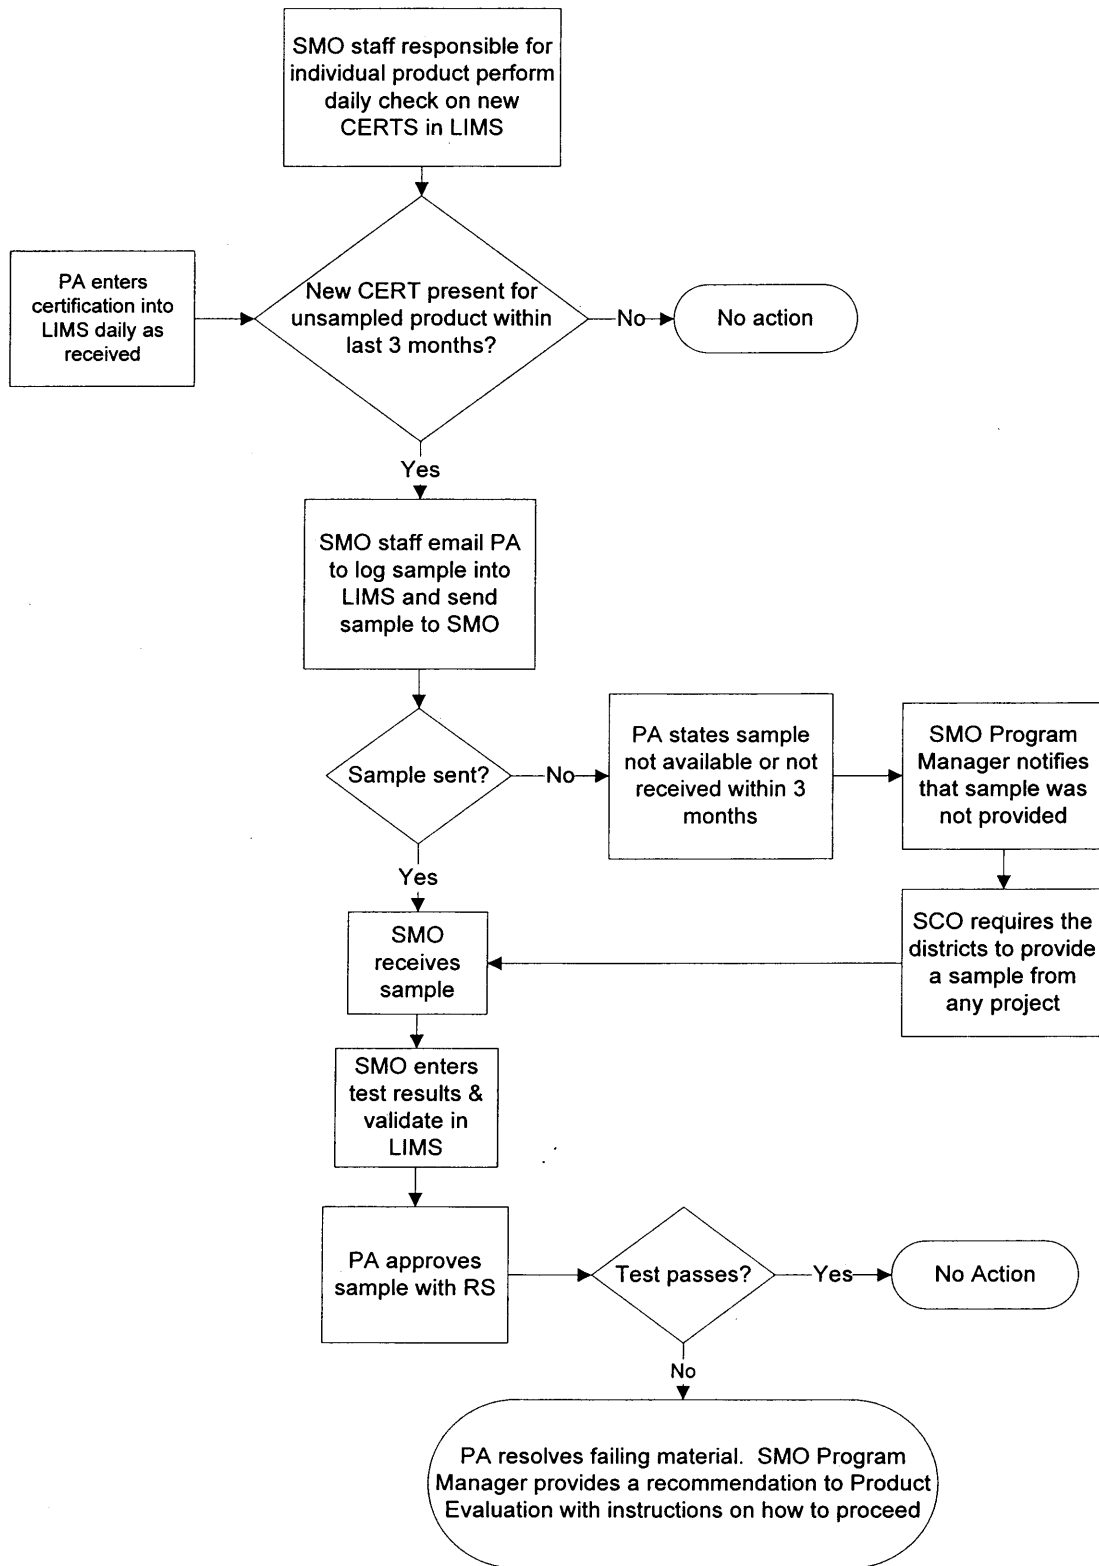 SMO staff responsible for
individual product perform
daily check on new
CERTS in LIMS
PA enters
certification into
LIMS daily as
received
New CERT present for
unsampled product within
last 3 months?
No
No action
Yes
SMO staff email PA
to log sample into
LIMS and send
sample to SMO
Sample sent?
No
PA states sample
not available or not
received within 3
months
SMO Program
Manager notifies
that sample was
not provided
Yes
SMO
receives
sample
SCO requires the
districts to provide
a sample from
any project
SMO enters
test results &
validate in
LIMS
PA approves
sample with RS
Test passes?
Yes
No Action
No
PA resolves failing material.  SMO Program
Manager provides a recommendation to Product
Evaluation with instructions on how to proceed